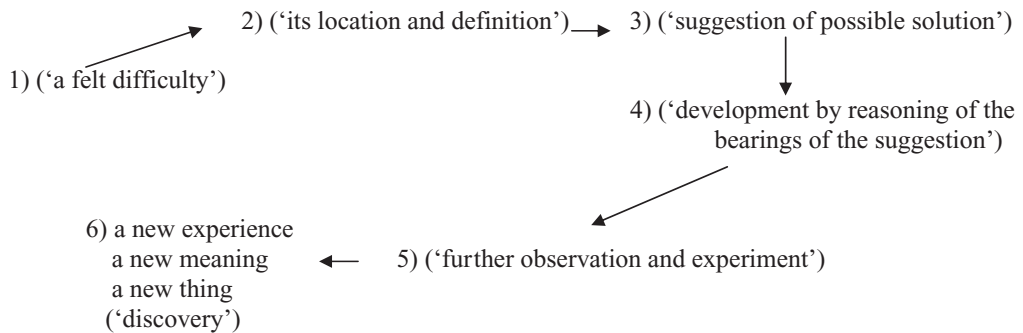 2) (‘its location and definition’)
3) (‘suggestion of possible solution’)
1) (‘a felt difficulty’)
4) (‘development by reasoning of the
bearings of the suggestion’)
6) a new experience
a new meaning
a new thing
(‘discovery’)
5) (‘further observation and experiment’)